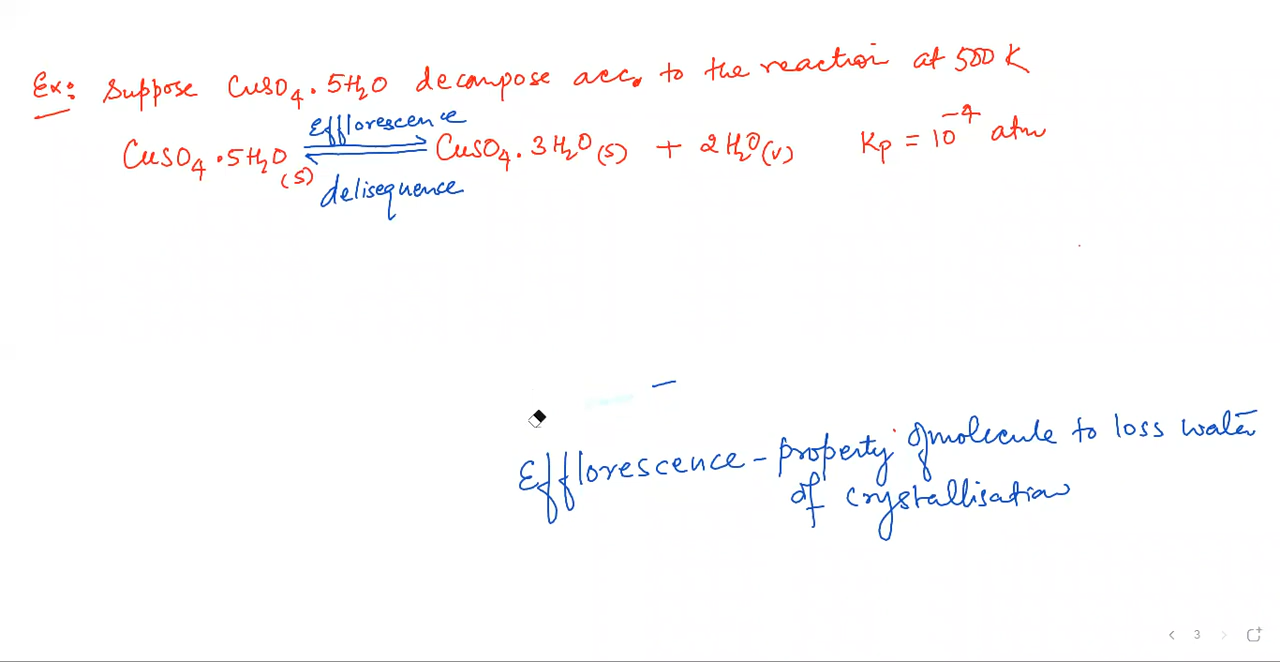 Ex: Suppose CuSO₄·5H₂O decompose acc. to the reaction at 500 K
Efflorescence
CuSO₄·5H₂O(s) ⇌ CuSO₄·3H₂O(s) + 2H₂O(v) Kp = 10⁻⁴ atm
delisequence
Efflorescence - property of molecule to loss water
of crystallisation
3